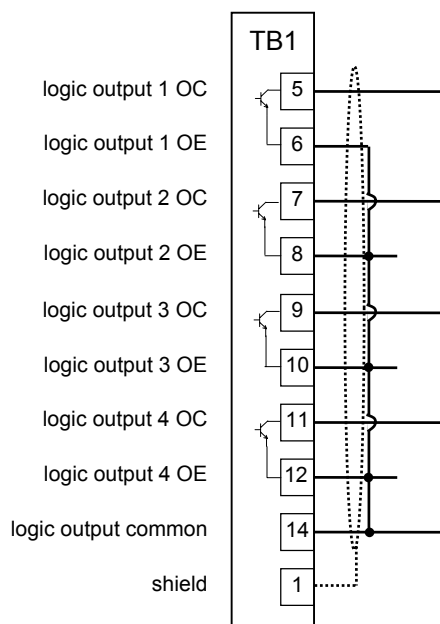 TB1
logic output 1 OC 5
logic output 1 OE 6
logic output 2 OC 7
logic output 2 OE 8
logic output 3 OC 9
logic output 3 OE 10
logic output 4 OC 11
logic output 4 OE 12
logic output common 14
shield 1